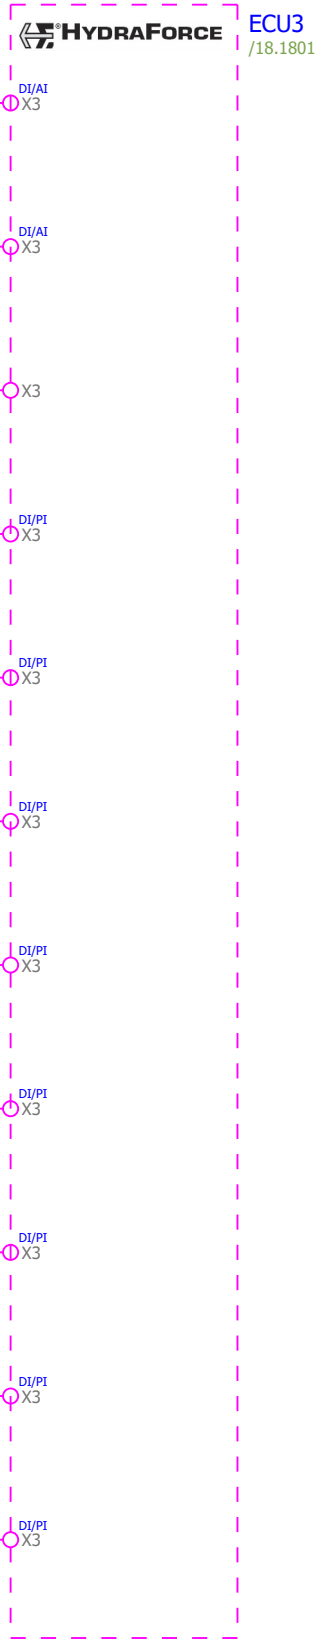 ®HYDRAFORCE
ECU3
/18.1801
DI/AI
X3
DI/AI
X3
X3
DI/PI
X3
DI/PI
X3
DI/PI
X3
DI/PI
X3
DI/PI
X3
DI/PI
X3
DI/PI
X3
DI/PI
X3